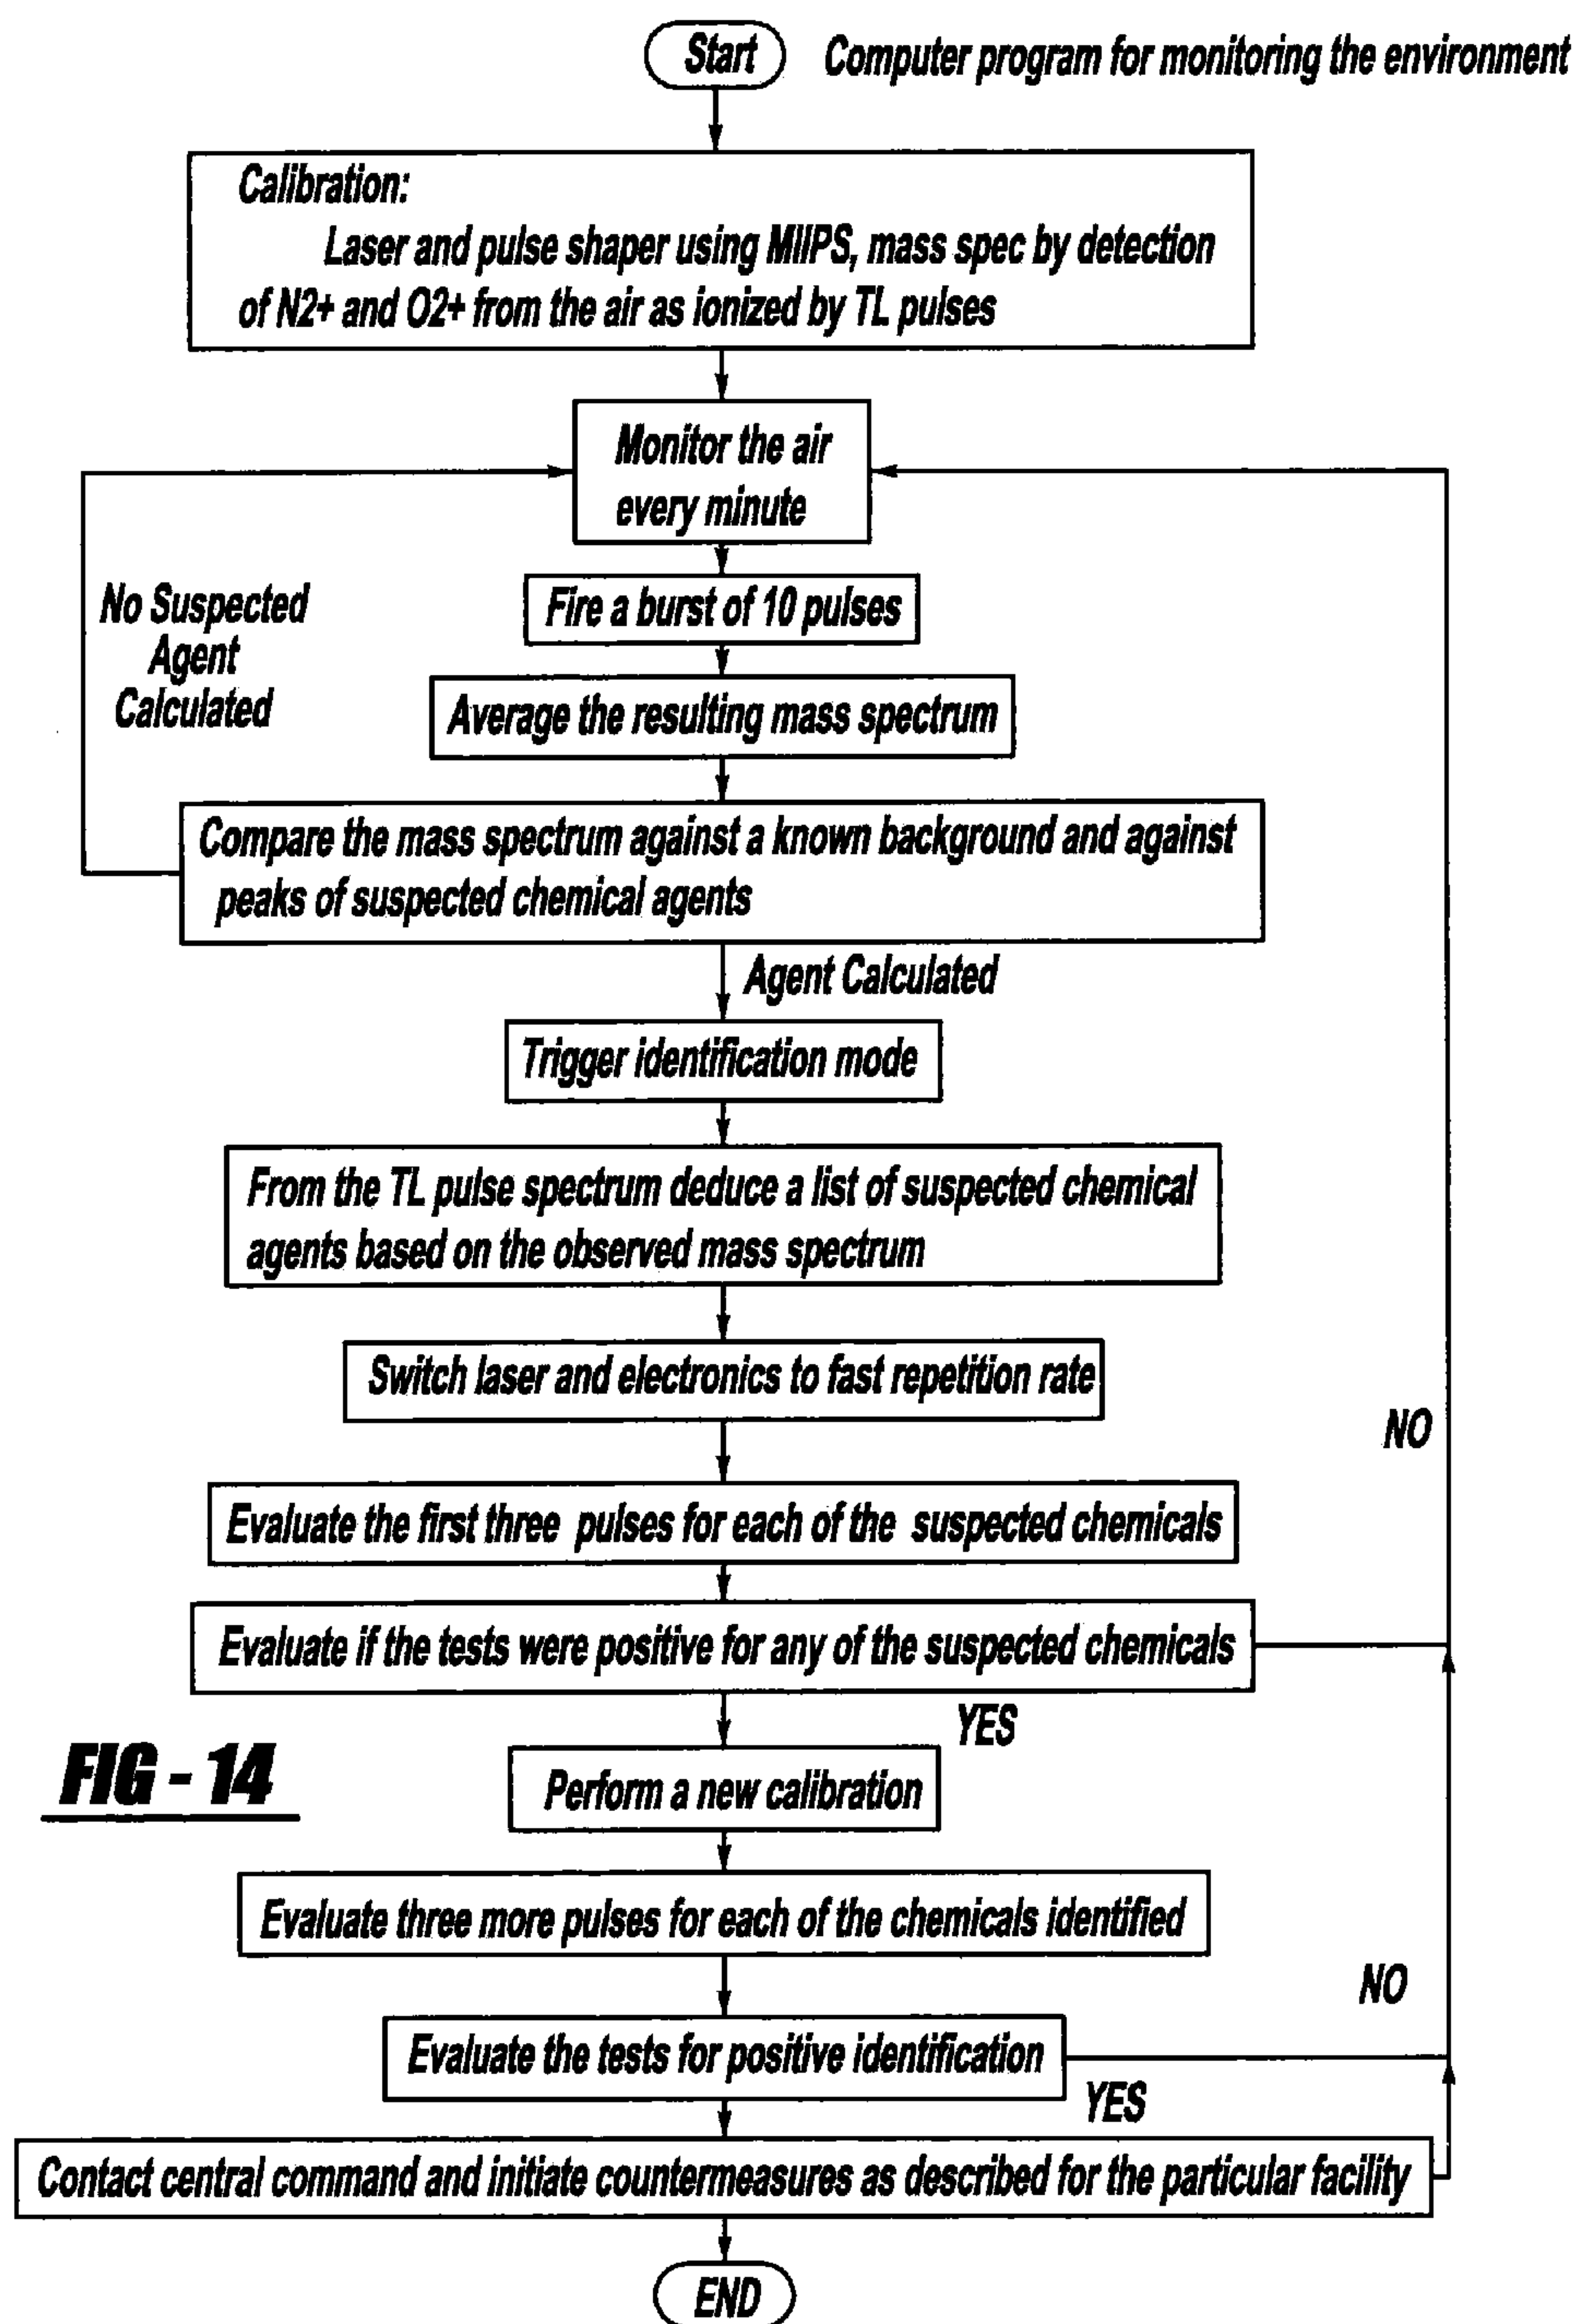 Start
Computer program for monitoring the environment
Calibration:
Laser and pulse shaper using MIIPS, mass spec by detection
of N2+ and O2+ from the air as ionized by TL pulses
Monitor the air
every minute
No Suspected
Agent
Calculated
Fire a burst of 10 pulses
Average the resulting mass spectrum
Compare the mass spectrum against a known background and against
peaks of suspected chemical agents
Agent Calculated
Trigger identification mode
From the TL pulse spectrum deduce a list of suspected chemical
agents based on the observed mass spectrum
Switch laser and electronics to fast repetition rate
NO
Evaluate the first three pulses for each of the suspected chemicals
Evaluate if the tests were positive for any of the suspected chemicals
YES
FIG - 14
Perform a new calibration
Evaluate three more pulses for each of the chemicals identified
NO
Evaluate the tests for positive identification
YES
Contact central command and initiate countermeasures as described for the particular facility
END